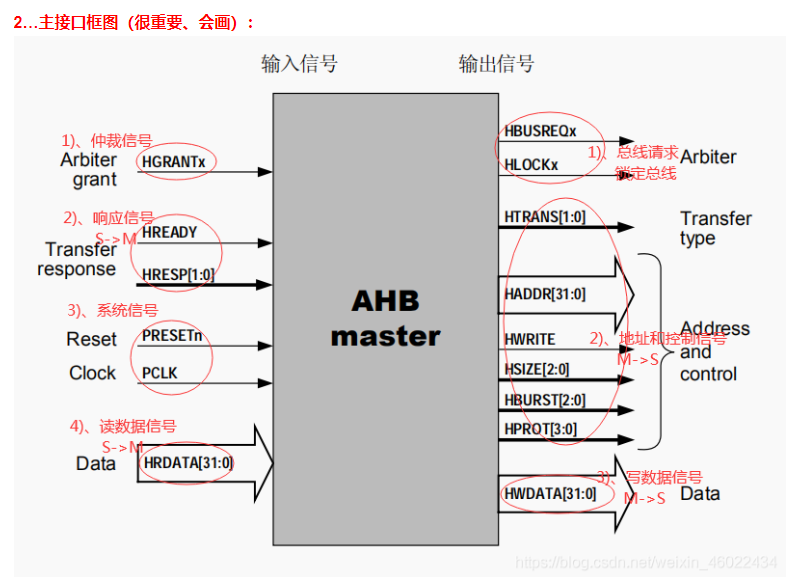 2...主接口框图（很重要、会画）：
输入信号
输出信号
1)、仲裁信号
Arbiter
grant
HGRANTx
2)、响应信号
S->M
Transfer
response
HREADY
HRESP[1:0]
3)、系统信号
Reset
PRESETn
Clock
PCLK
4)、读数据信号
S->M
Data
HRDATA[31:0]
AHB
master
HBUSREQx
HLOCKx
1)、总线请求
锁定总线
Arbiter
HTRANS[1:0]
Transfer
type
HADDR[31:0]
HWRITE
HSIZE[2:0]
HBURST[2:0]
HPROT[3:0]
2)、地址和控制信号
M->S
Address
and
control
3)、写数据信号
M->S
HWDATA[31:0]
Data
https://blog.csdn.net/weixin_46022434